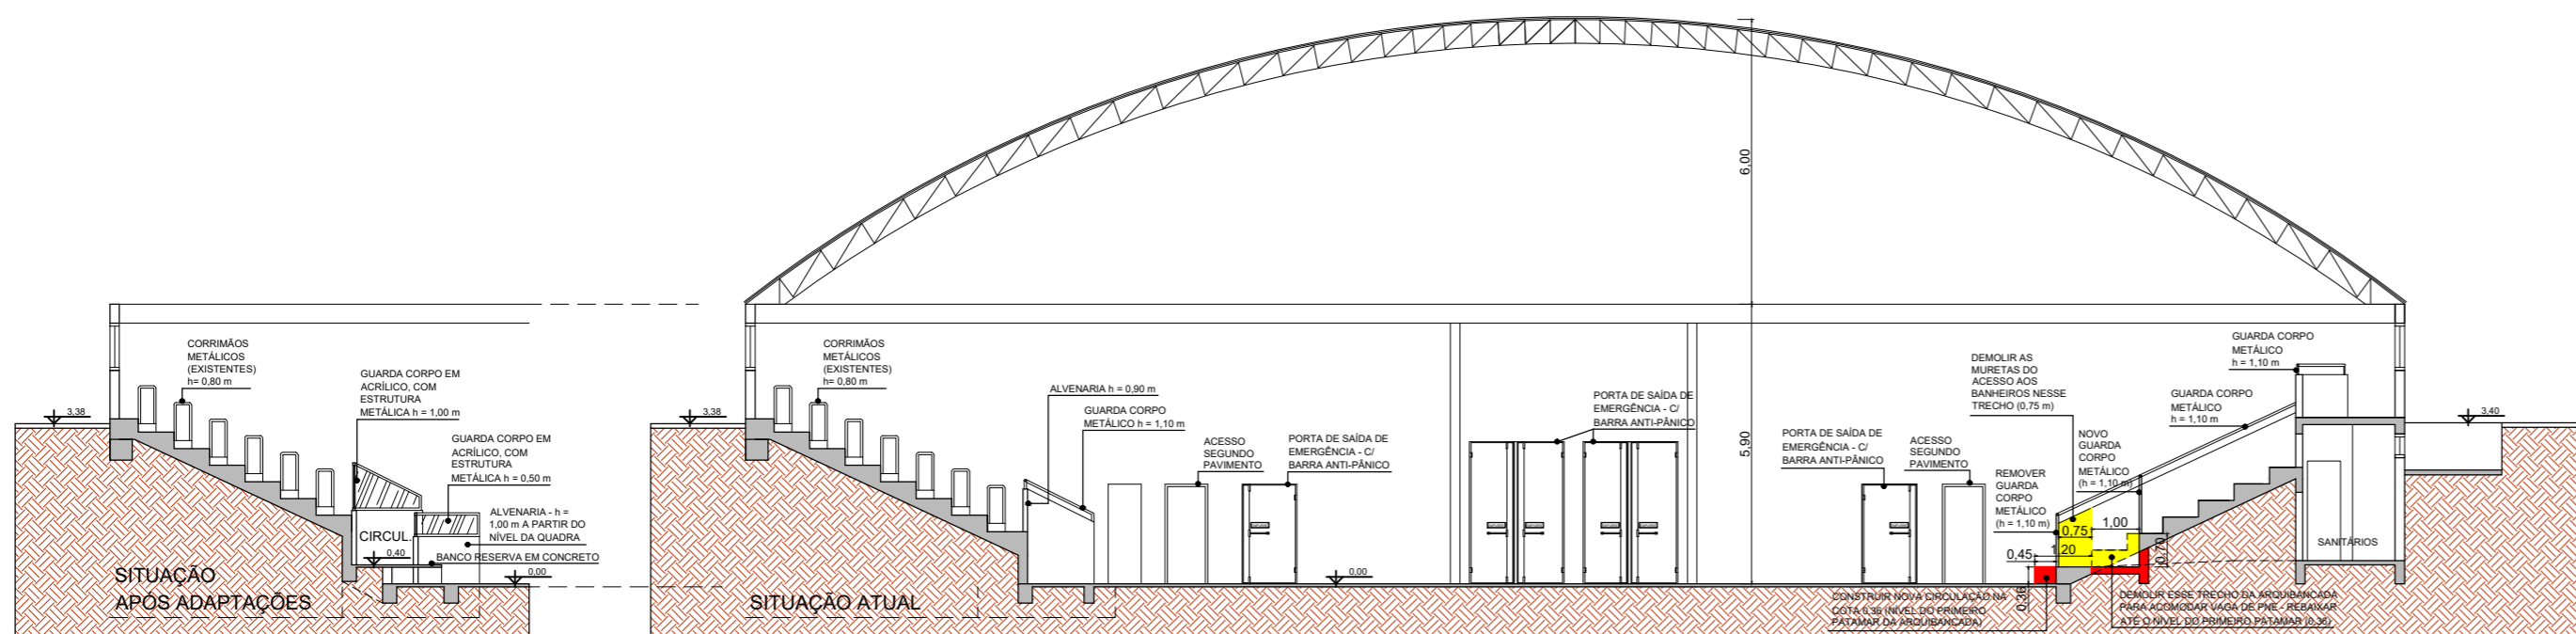 CORRIMÃOS
METÁLICOS
(EXISTENTES)
h= 0,80 m
GUARDA CORPO EM
ACRÍLICO, COM
ESTRUTURA
METÁLICA h = 1,00 m
GUARDA CORPO EM
ACRÍLICO, COM
ESTRUTURA
METÁLICA h = 0,50 m
ALVENARIA - h =
1,00 m A PARTIR DO
NÍVEL DA QUADRA
BANCO RESERVA EM CONCRETO
CIRCUL.
3,38
0,40
0,00
SITUAÇÃO
APÓS ADAPTAÇÕES
3,38
CORRIMÃOS
METÁLICOS
(EXISTENTES)
h= 0,80 m
ALVENARIA h = 0,90 m
GUARDA CORPO
METÁLICO h = 1,10 m
ACESSO
SEGUNDO
PAVIMENTO
PORTA DE SAÍDA DE
EMERGÊNCIA - C/
BARRA ANTI-PÂNICO
0,00
SITUAÇÃO ATUAL
6,00
5,90
PORTA DE SAÍDA DE
EMERGÊNCIA - C/
BARRA ANTI-PÂNICO
PORTA DE SAÍDA DE
EMERGÊNCIA - C/
BARRA ANTI-PÂNICO
ACESSO
SEGUNDO
PAVIMENTO
DEMOLIR AS
MURETAS DO
ACESSO AOS
BANHEIROS NESSE
TRECHO (0,75 m)
REMOVER
GUARDA
CORPO
METÁLICO
(h = 1,10 m)
NOVO
GUARDA
CORPO
METÁLICO
(h = 1,10 m)
GUARDA CORPO
METÁLICO
h = 1,10 m
GUARDA CORPO
METÁLICO
h = 1,10 m
3,40
SANITÁRIOS
0,75
1,00
0,45
1,20
0,70
0,36
CONSTRUIR NOVA CIRCULAÇÃO NA
COTA 0,36 (NÍVEL DO PRIMEIRO
PATAMAR DA ARQUIBANCADA)
DEMOLIR ESSE TRECHO DA ARQUIBANCADA
PARA ACOMODAR VAGA DE PNE - REBAIXAR
ATÉ O NÍVEL DO PRIMEIRO PATAMAR (0,36)